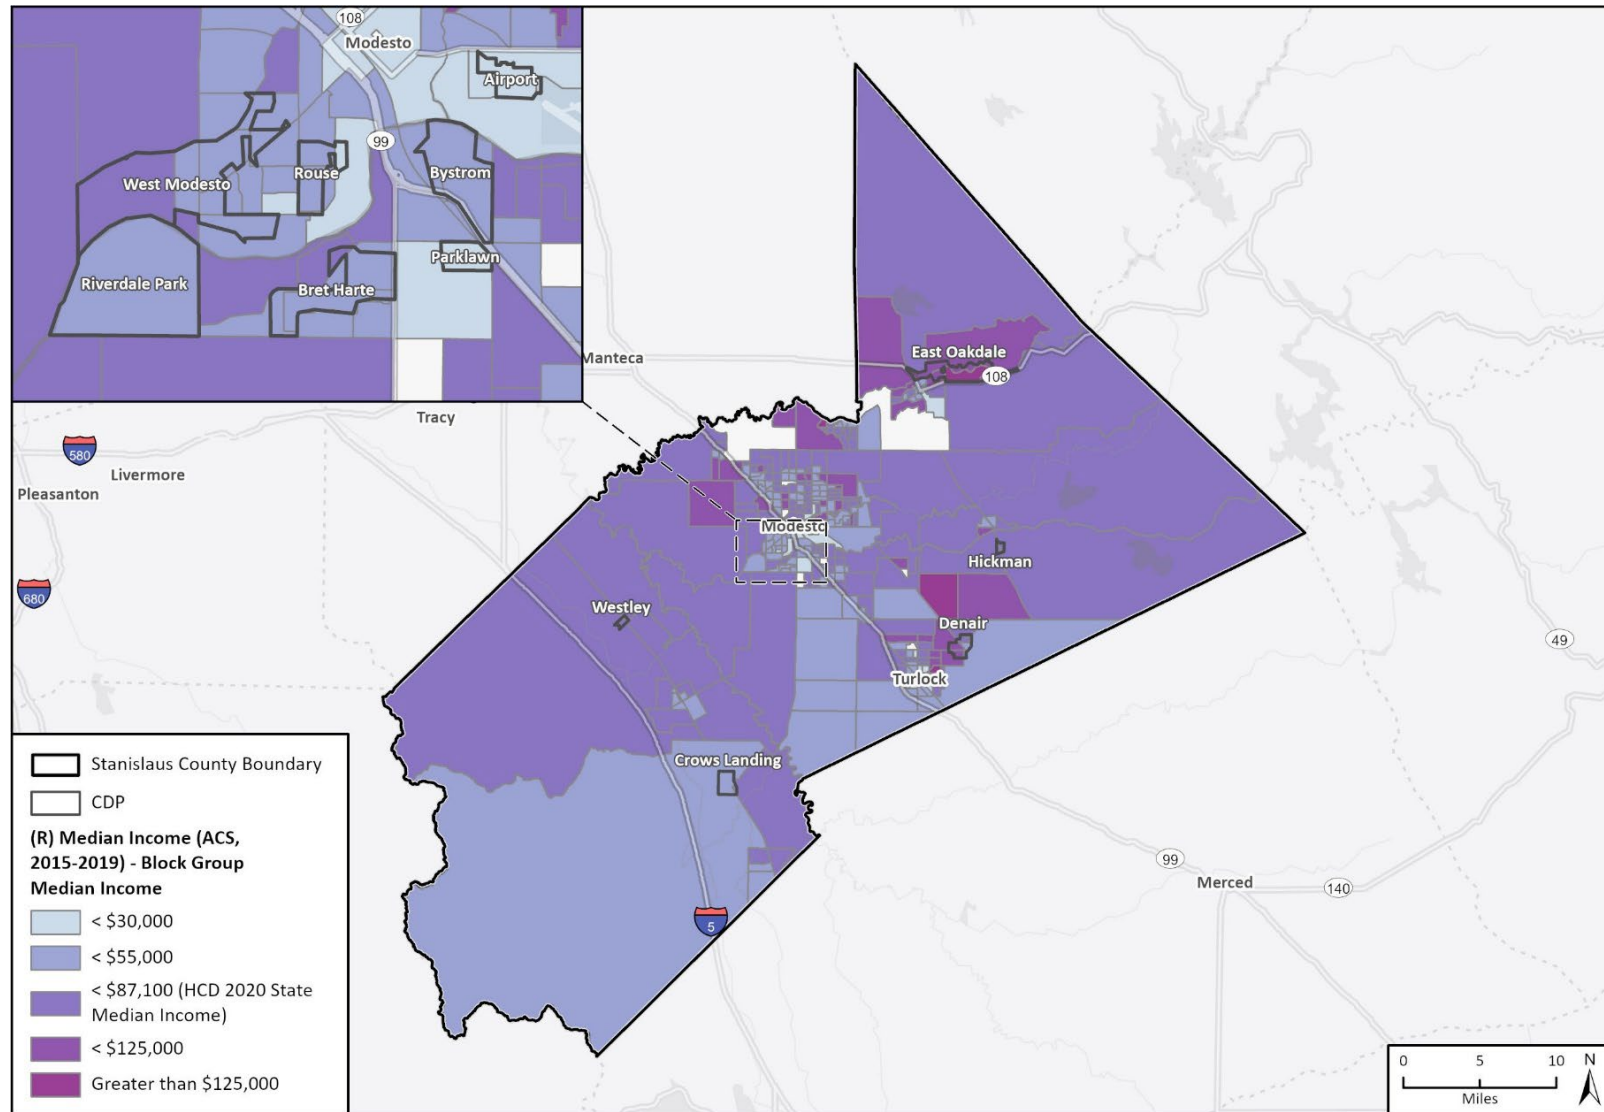 108
Modesto
Airport
99
West Modesto
Rouse
Bystrom
Parklawn
Riverdale Park
Bret Harte
Manteca
Tracy
580
Livermore
Pleasanton
680
East Oakdale
108
Modesto
Hickman
Westley
Denair
Turlock
49
Crows Landing
5
99
Merced
140
Stanislaus County Boundary
CDP
(R) Median Income (ACS,
2015-2019) - Block Group
Median Income
< $30,000
< $55,000
< $87,100 (HCD 2020 State
Median Income)
< $125,000
Greater than $125,000
0 5 10 N
Miles